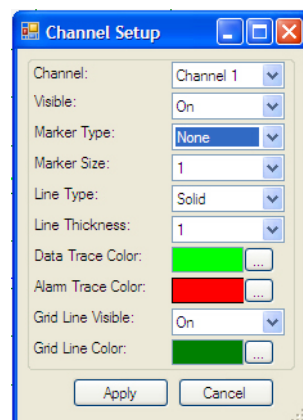 Channel Setup
Channel: Channel 1
Visible: On
Marker Type: None
Marker Size: 1
Line Type: Solid
Line Thickness: 1
Data Trace Color: ...
Alarm Trace Color: ...
Grid Line Visible: On
Grid Line Color: ...
Apply Cancel